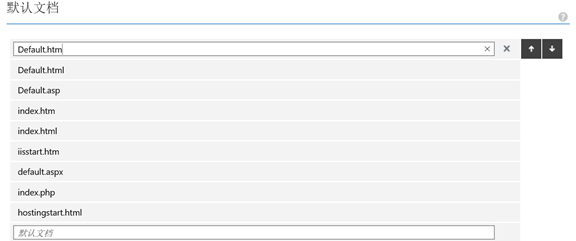 默认文档
Default.htm
Default.html
Default.asp
index.htm
index.html
iisstart.htm
default.aspx
index.php
hostingstart.html
默认文档